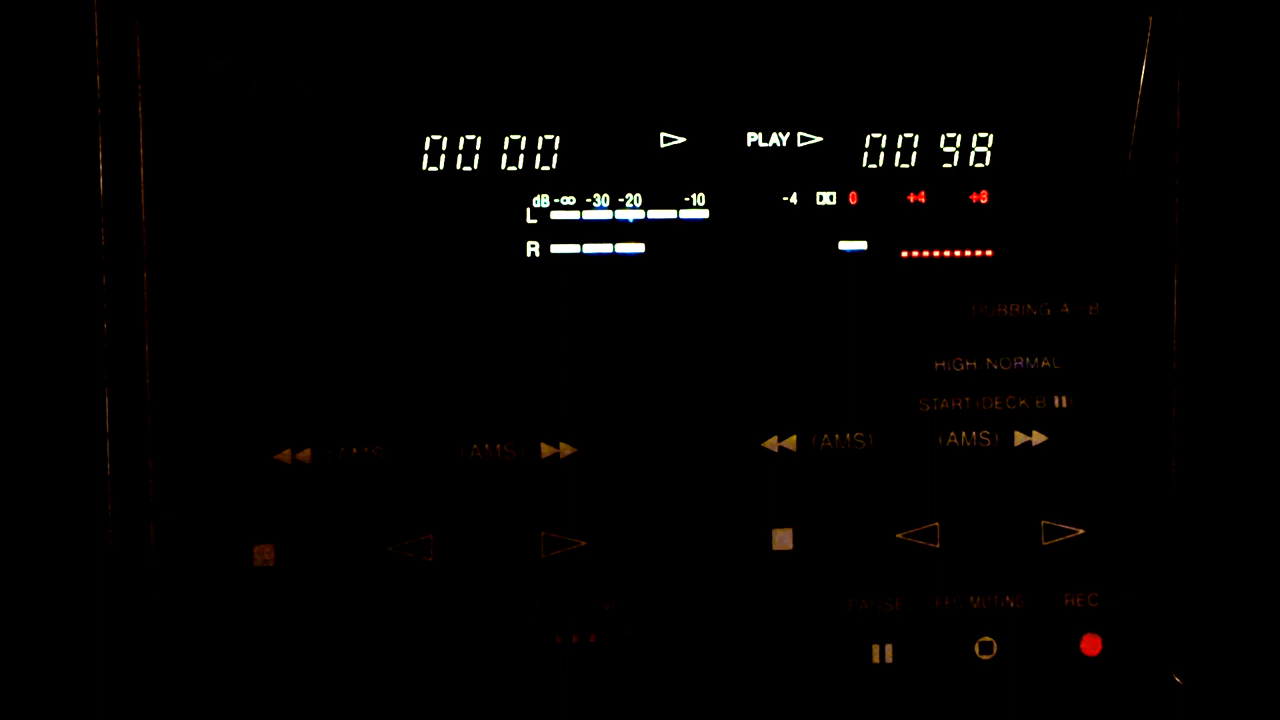 00 00 PLAY 00 98
dB -∞ -30 -20 -10 -4 0 +4 +8
L
R
DUBBING A-B
HIGH NORMAL
START (DECK B II)
(AMS) (AMS) (AMS) (AMS)
PAUSE REC MUTING REC